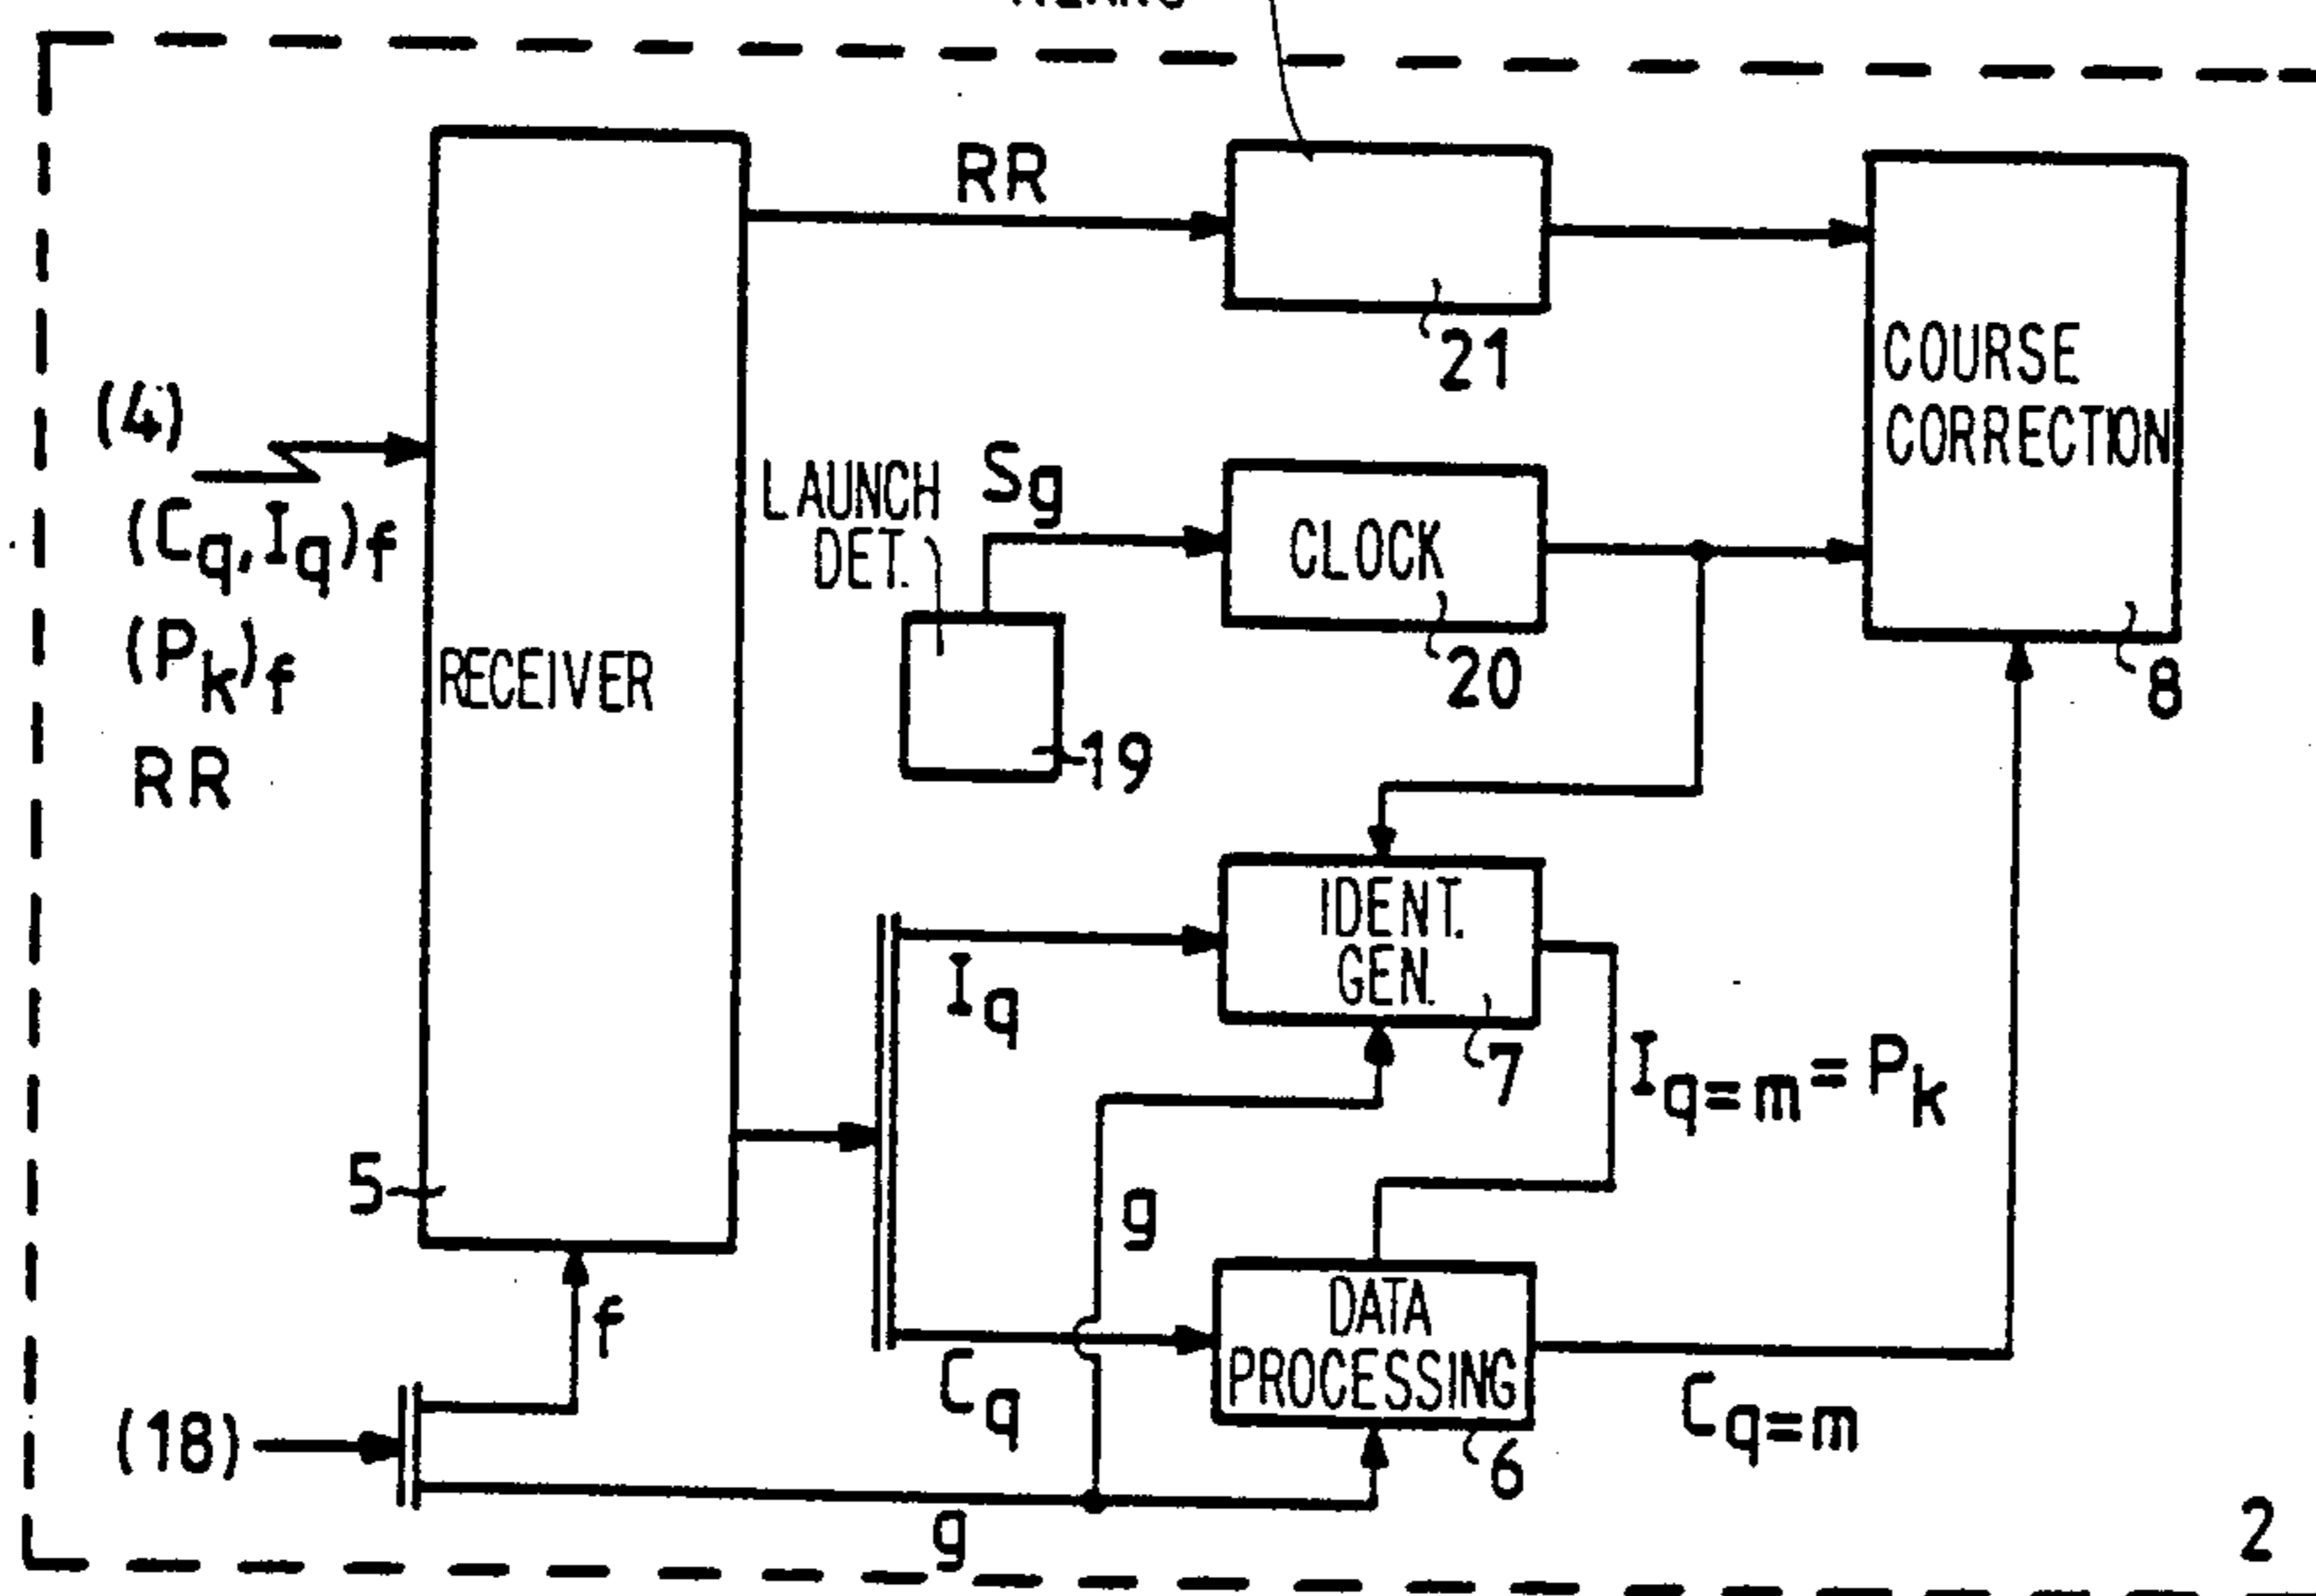 RR
21
COURSE
CORRECTION
8
(4)
(Cq,Iq)f
(Pk)f
RR
RECEIVER
5
LAUNCH
DET.
Sg
19
CLOCK
20
Iq
IDENT.
GEN.
7
Iq=m=Pk
g
Cq
DATA
PROCESSING
6
Cq=m
f
(18)
g
2